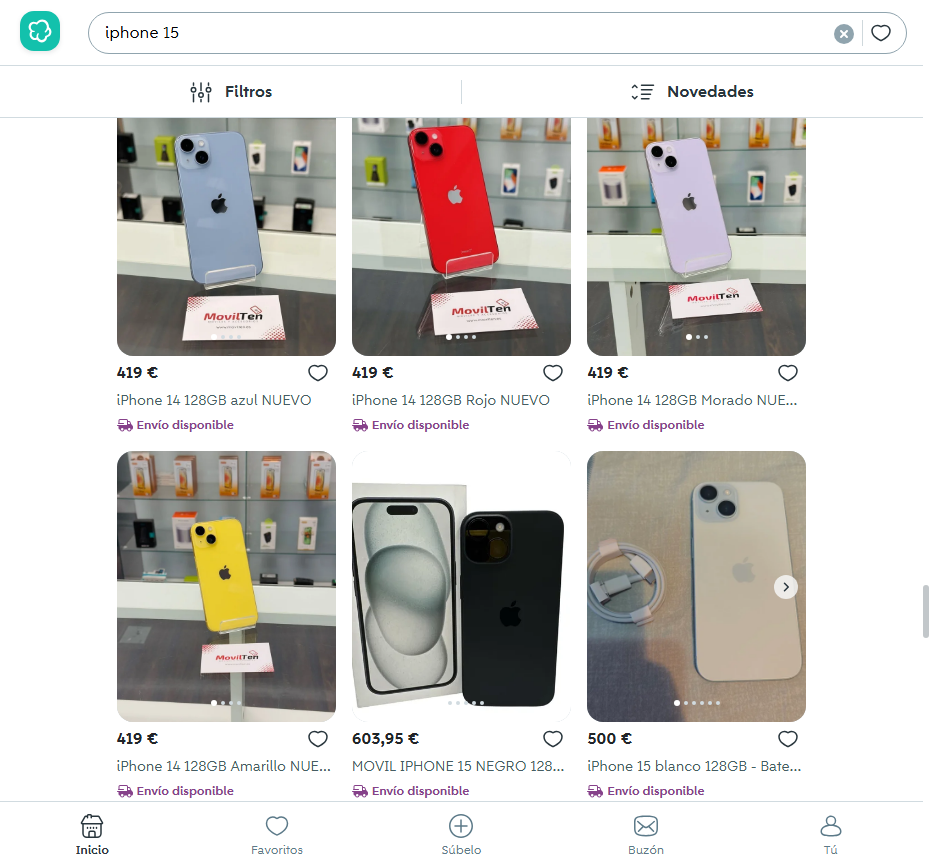 iphone 15
Filtros
Novedades
MovilTen
MovilTen
MovilTen
419 €
419 €
419 €
iPhone 14 128GB azul NUEVO
iPhone 14 128GB Rojo NUEVO
iPhone 14 128GB Morado NUE...
Envío disponible
Envío disponible
Envío disponible
MovilTen
419 €
603,95 €
500 €
iPhone 14 128GB Amarillo NUE...
MOVIL IPHONE 15 NEGRO 128...
iPhone 15 blanco 128GB - Bate...
Envío disponible
Envío disponible
Envío disponible
Inicio
Favoritos
Súbelo
Buzón
Tú